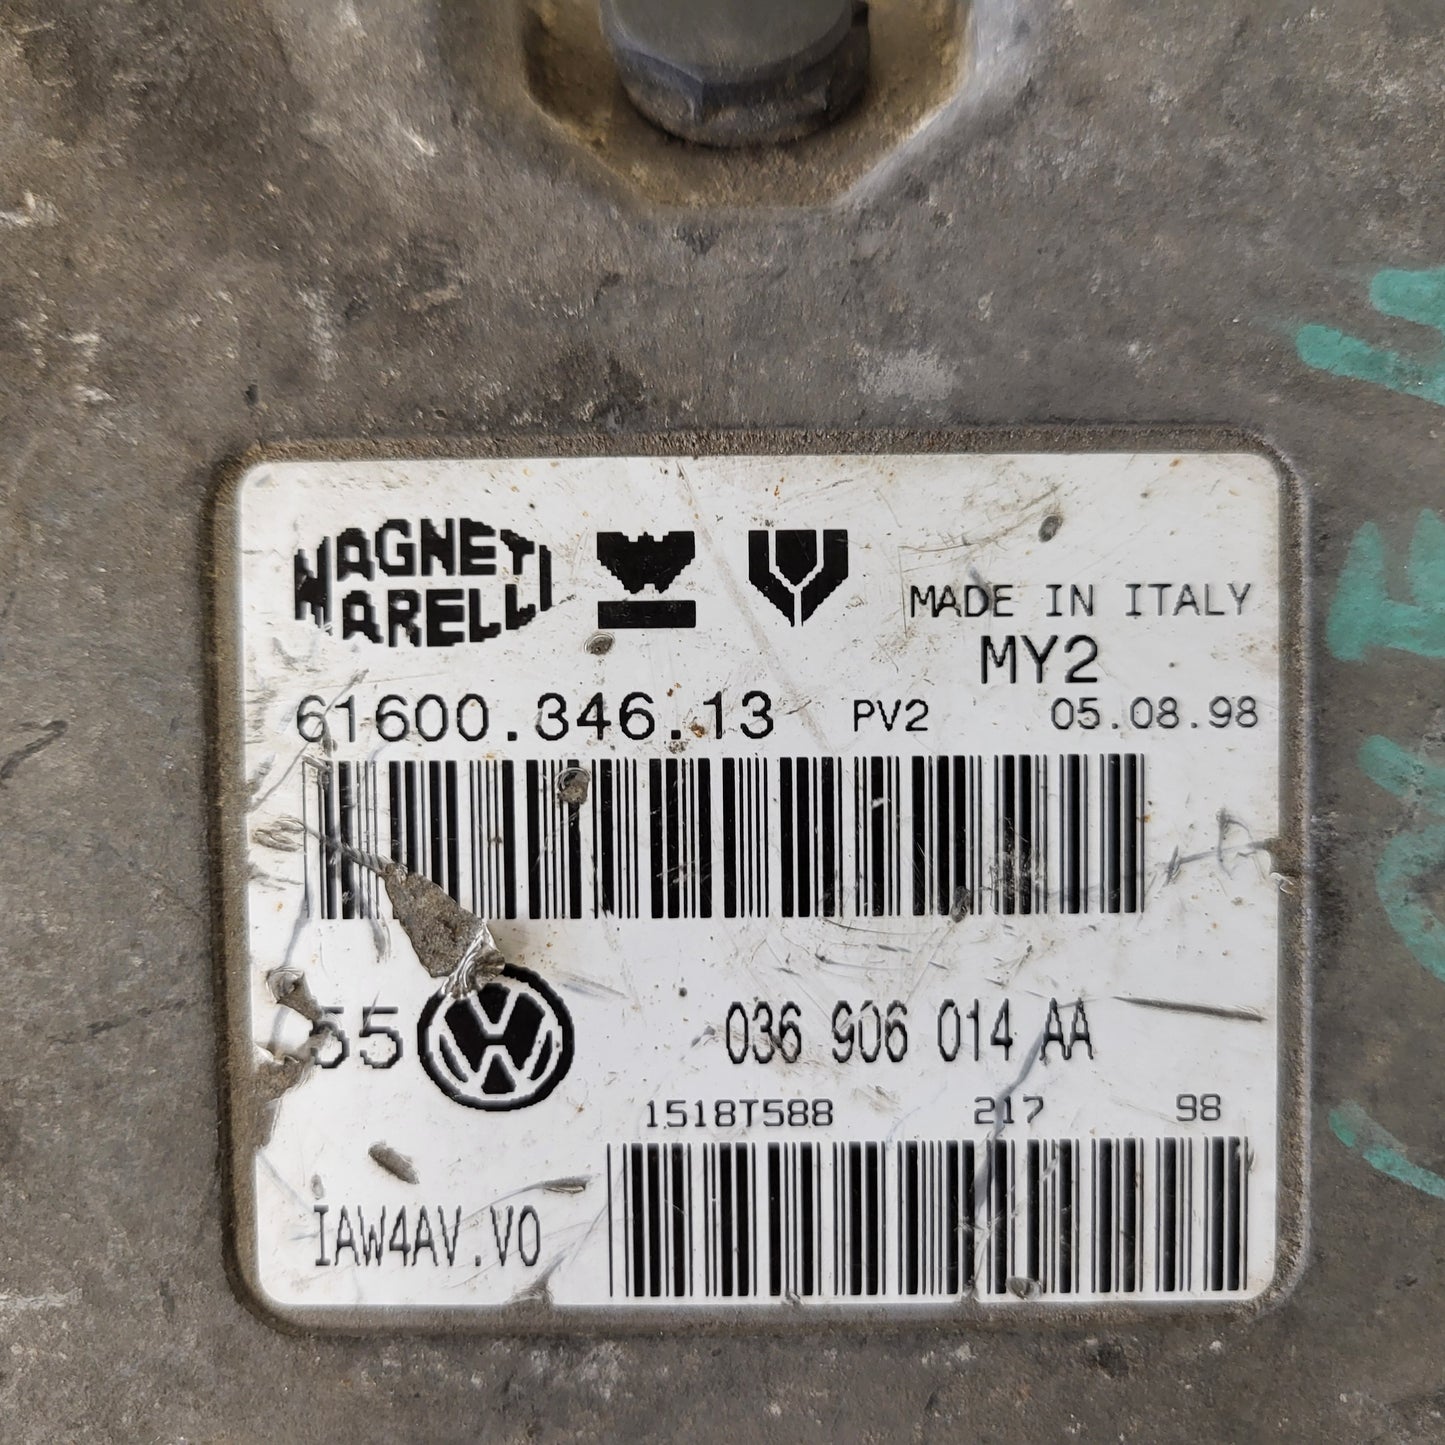 MAGNETI
MARELLI
MADE IN ITALY
MY2
61600.346.13 PV2 05.08.98
55 036 906 014 AA
1518T588 217 98
IAW4AV.V0